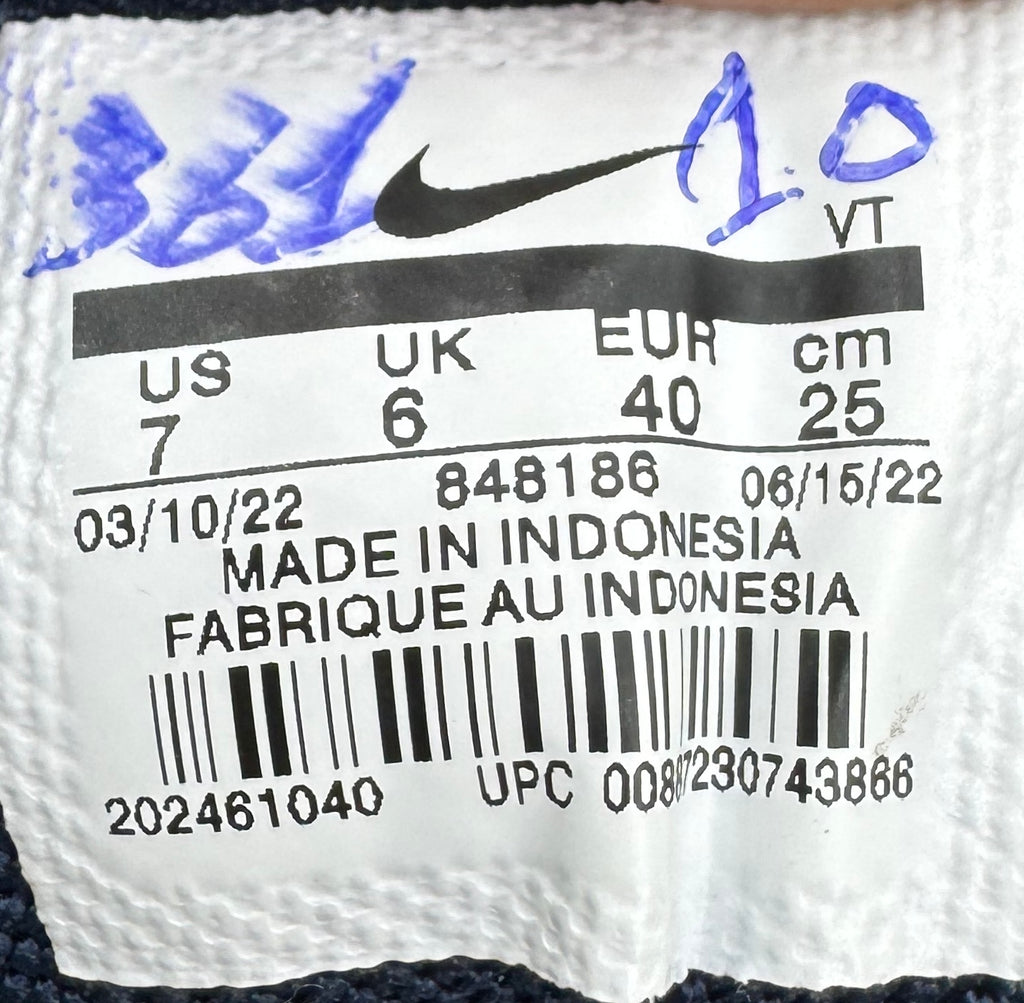 1.0
VT
US UK EUR cm
7 6 40 25
03/10/22 848186 06/15/22
MADE IN INDONESIA
FABRIQUE AU INDONESIA
202461040 UPC 00887230743866